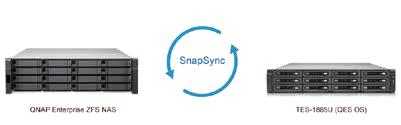 SnapSync
QNAP Enterprise ZFS NAS
TES-1885U (QES OS)